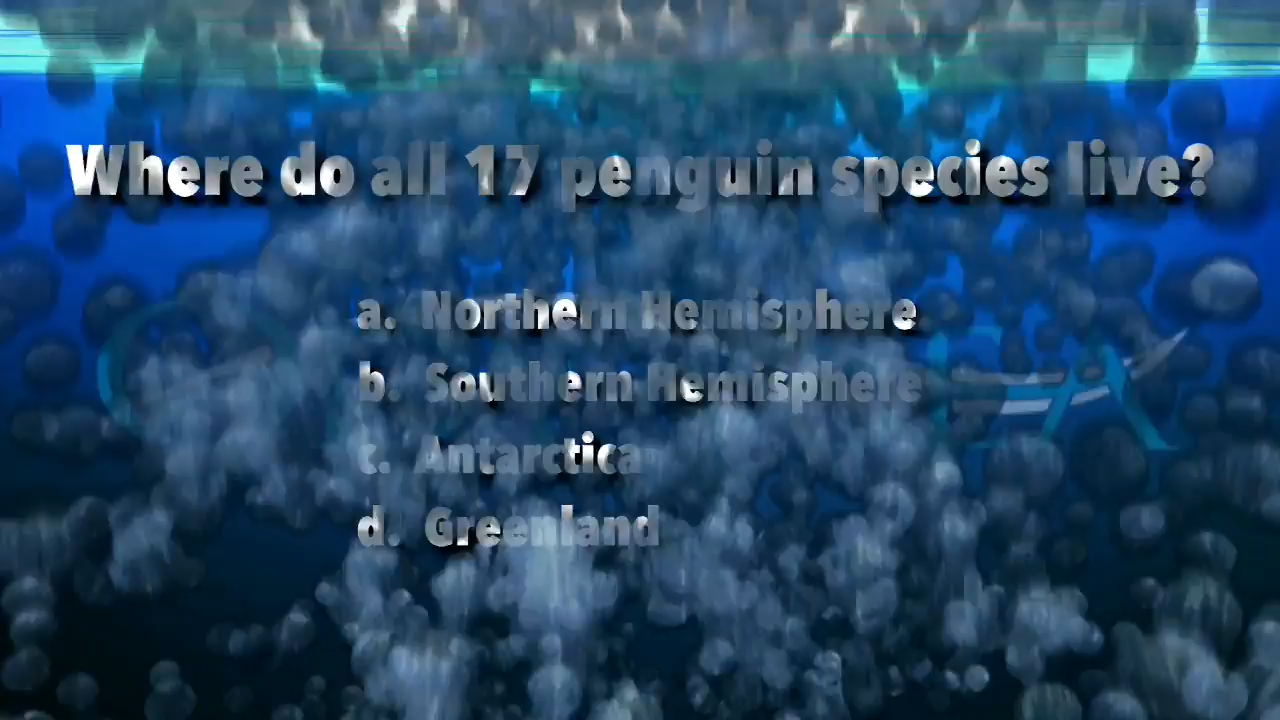 Where do all 17 penguin species live?
a. Northern Hemisphere
b. Southern Hemisphere
c. Antarctica
d. Greenland